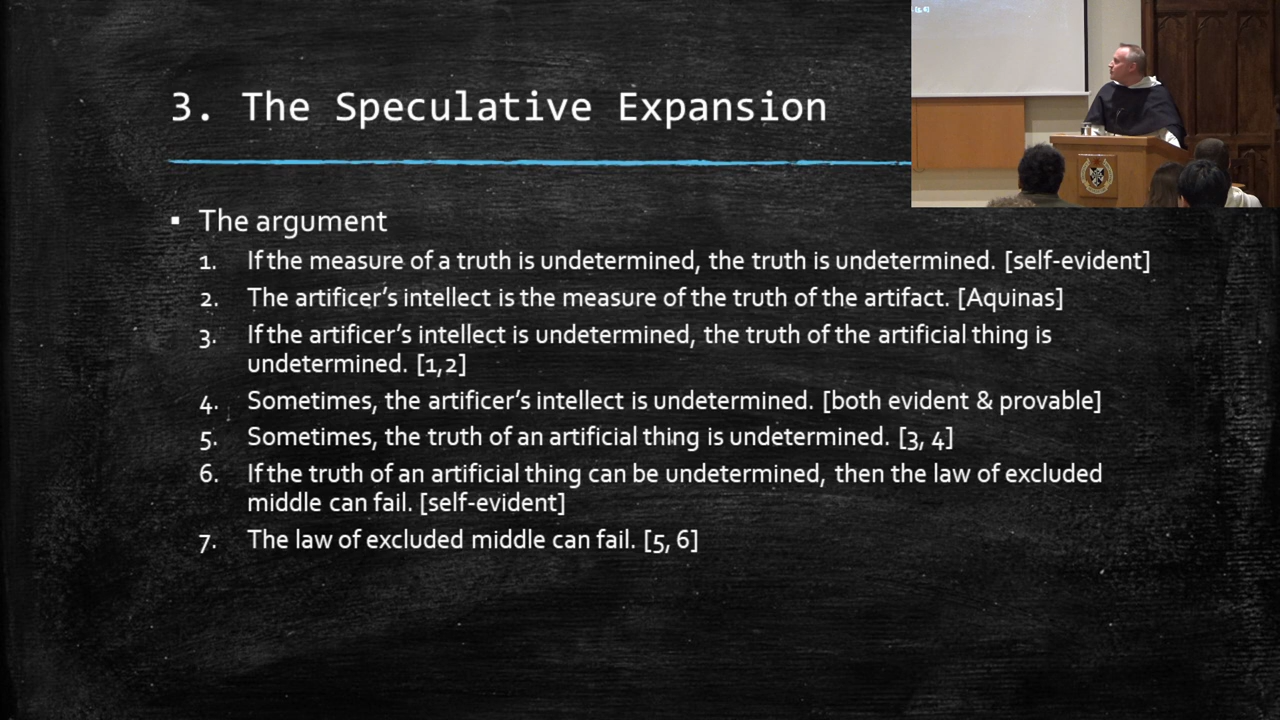 3. The Speculative Expansion
▪ The argument
1. If the measure of a truth is undetermined, the truth is undetermined. [self-evident]
2. The artificer's intellect is the measure of the truth of the artifact. [Aquinas]
3. If the artificer's intellect is undetermined, the truth of the artificial thing is
undetermined. [1,2]
4. Sometimes, the artificer's intellect is undetermined. [both evident & provable]
5. Sometimes, the truth of an artificial thing is undetermined. [3, 4]
6. If the truth of an artificial thing can be undetermined, then the law of excluded
middle can fail. [self-evident]
7. The law of excluded middle can fail. [5, 6]